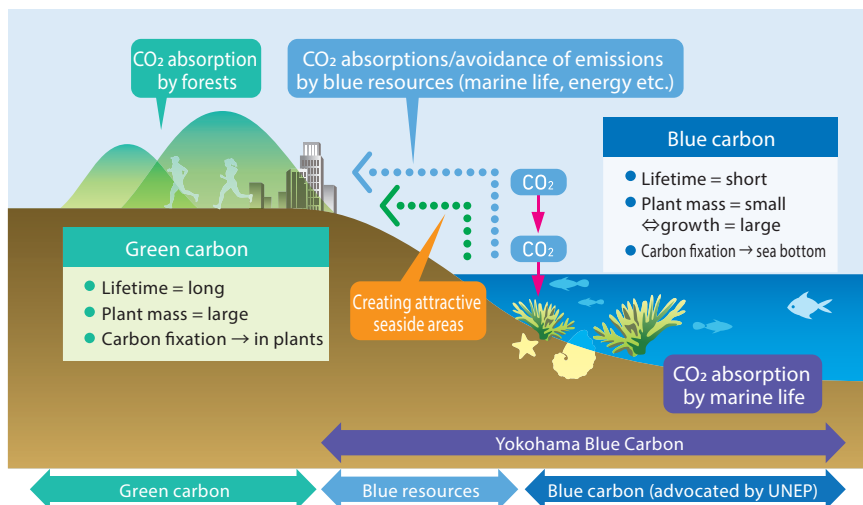 CO₂ absorption
by forests
CO₂ absorptions/avoidance of emissions
by blue resources (marine life, energy etc.)
Blue carbon
● Lifetime = short
● Plant mass = small
⇔growth = large
● Carbon fixation → sea bottom
CO₂
CO₂
Green carbon
● Lifetime = long
● Plant mass = large
● Carbon fixation → in plants
Creating attractive
seaside areas
CO₂ absorption
by marine life
Yokohama Blue Carbon
Green carbon
Blue resources
Blue carbon (advocated by UNEP)